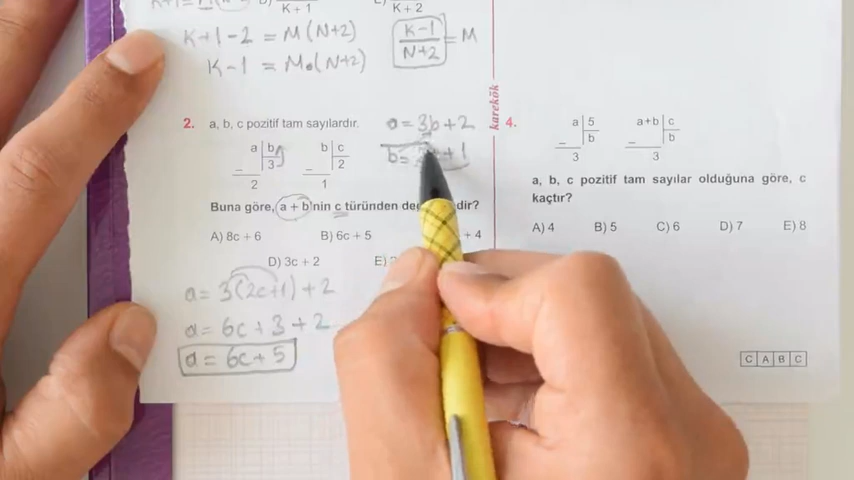 K+1
K+2
K+1-2 = M(N+2)
K-1 = M.(N+2)
K-1
N+2
= M
2. a, b, c pozitif tam sayılardır.
a = 3b+2
b=
+1
a b
3
2
b c
2
1
Buna göre, a + b'nin c türünden
dir?
A) 8c + 6 B) 6c + 5
+ 4
D) 3c + 2 E)
a = 3(2c+1)+2
a = 6c+3+2
a = 6c+5
karekök
4.
a 5
b
3
a+b c
b
3
a, b, c pozitif tam sayılar olduğuna göre, c
kaçtır?
A) 4 B) 5 C) 6 D) 7 E) 8
C A B C